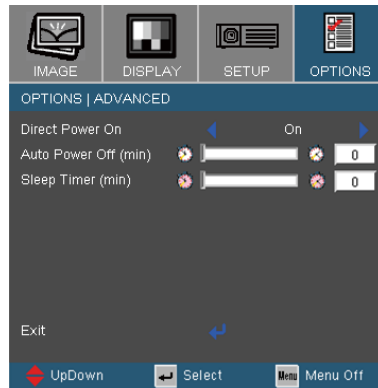 IMAGE DISPLAY SETUP OPTIONS
OPTIONS | ADVANCED
Direct Power On On
Auto Power Off (min) 0
Sleep Timer (min) 0
Exit
UpDown Select Menu Menu Off